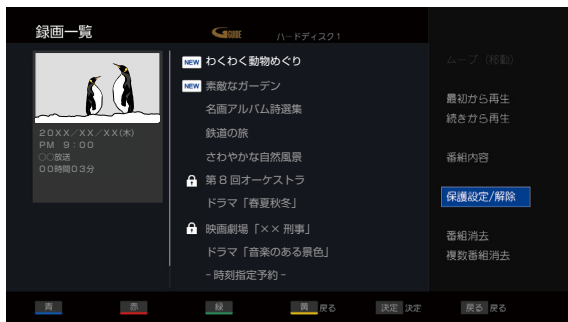 録画一覧
G GUIDE
ハードディスク1
20XX/XX/XX(木)
PM 9:00
○○放送
00時間03分
NEW わくわく動物めぐり
NEW 素敵なガーデン
名画アルバム詩選集
鉄道の旅
さわやかな自然風景
第8回オーケストラ
ドラマ「春夏秋冬」
映画劇場「×× 刑事」
ドラマ「音楽のある景色」
- 時刻指定予約 -
ムーブ (移動)
最初から再生
続きから再生
番組内容
保護設定/解除
番組消去
複数番組消去
青 赤 緑 黄 戻る 決定 決定 戻る 戻る